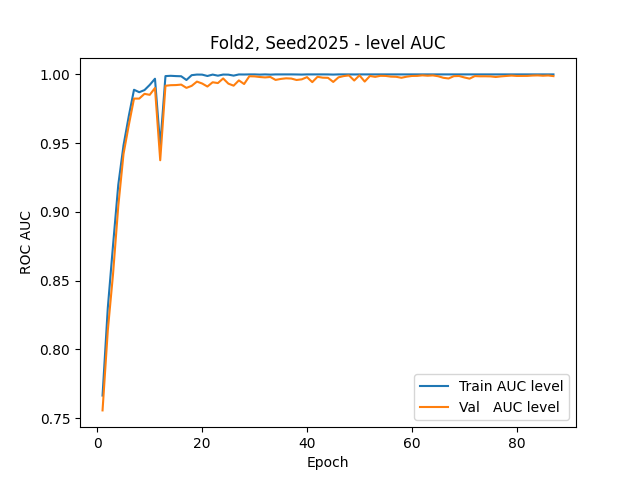 Fold2, Seed2025 - level AUC
ROC AUC
1.00
0.95
0.90
0.85
0.80
0.75
0
20
40
60
80
Epoch
Train AUC level
Val   AUC level